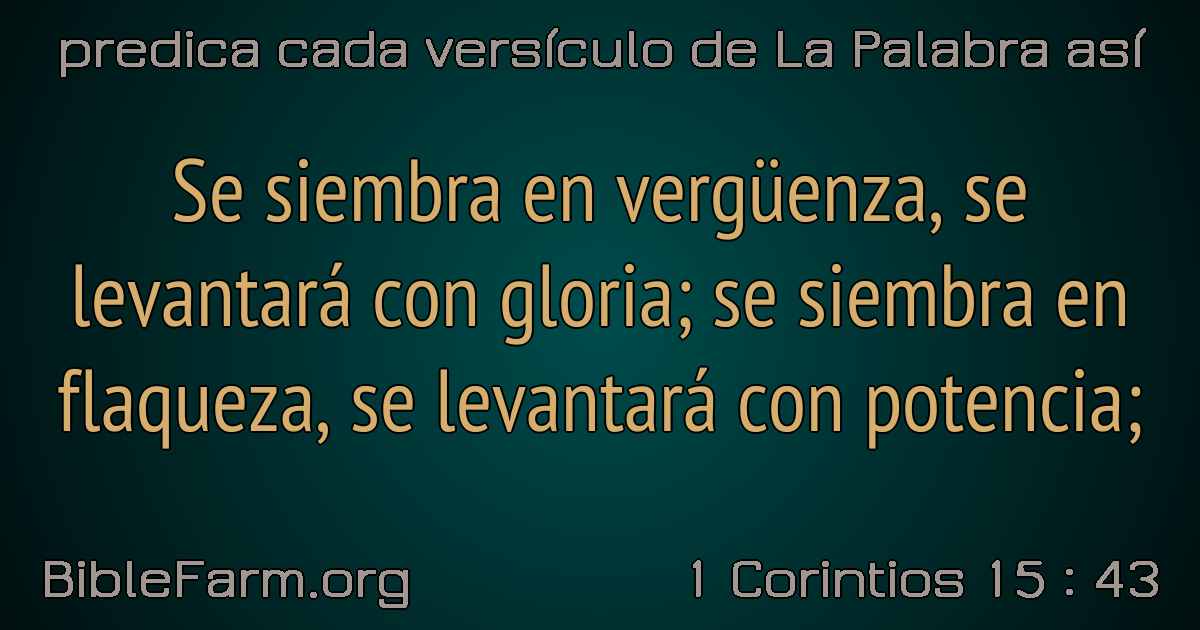 predica cada versículo de La Palabra así
Se siembra en vergüenza, se
levantará con gloria; se siembra en
flaqueza, se levantará con potencia;
BibleFarm.org
1 Corintios 15 : 43